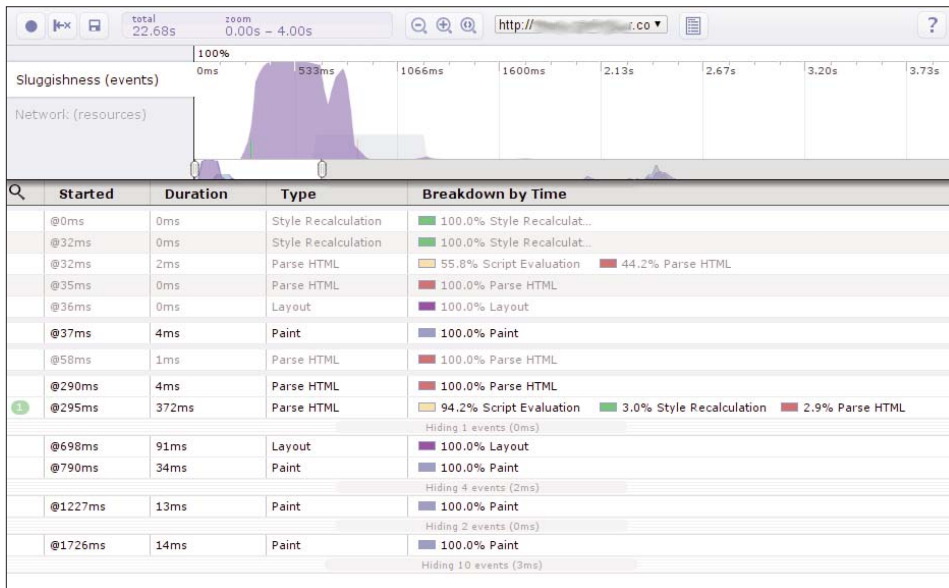 total zoom
22.68s 0.00s – 4.00s http:// .co ?
100%
Sluggishness (events) 0ms 533ms 1066ms 1600ms 2.13s 2.67s 3.20s 3.73s
Network (resources)
Started Duration Type Breakdown by Time
@0ms 0ms Style Recalculation 100.0% Style Recalculat...
@32ms 0ms Style Recalculation 100.0% Style Recalculat...
@32ms 2ms Parse HTML 55.8% Script Evaluation 44.2% Parse HTML
@35ms 0ms Parse HTML 100.0% Parse HTML
@36ms 0ms Layout 100.0% Layout
@37ms 4ms Paint 100.0% Paint
@58ms 1ms Parse HTML 100.0% Parse HTML
@290ms 4ms Parse HTML 100.0% Parse HTML
1 @295ms 372ms Parse HTML 94.2% Script Evaluation 3.0% Style Recalculation 2.9% Parse HTML
Hiding 1 events (0ms)
@698ms 91ms Layout 100.0% Layout
@790ms 34ms Paint 100.0% Paint
Hiding 4 events (2ms)
@1227ms 13ms Paint 100.0% Paint
Hiding 2 events (0ms)
@1726ms 14ms Paint 100.0% Paint
Hiding 10 events (3ms)